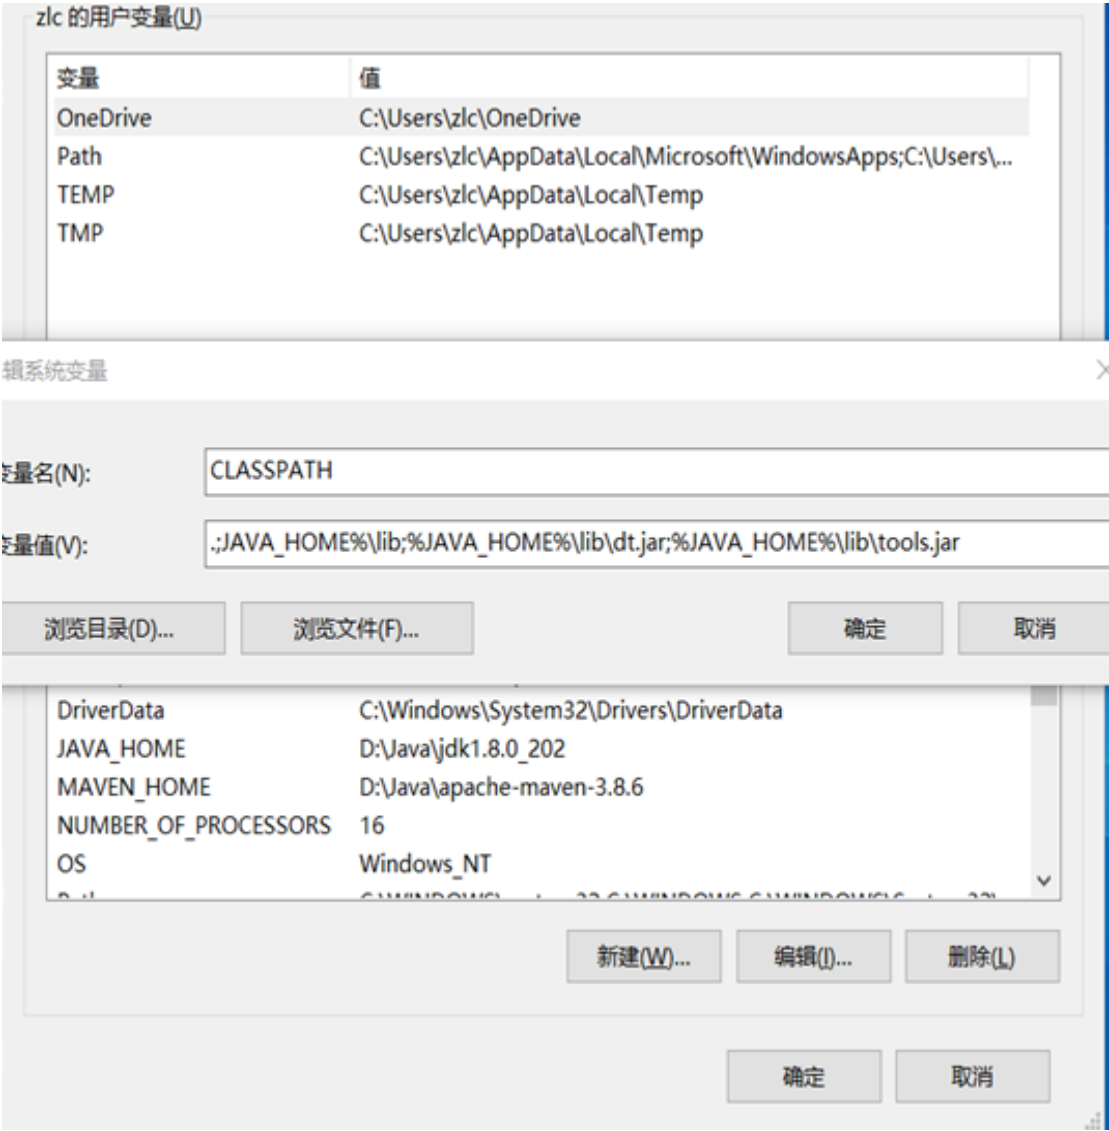 zlc 的用户变量(U)
变量 值
OneDrive C:\Users\zlc\OneDrive
Path C:\Users\zlc\AppData\Local\Microsoft\WindowsApps;C:\Users\...
TEMP C:\Users\zlc\AppData\Local\Temp
TMP C:\Users\zlc\AppData\Local\Temp
辑系统变量
变量名(N): CLASSPATH
变量值(V): .;JAVA_HOME%\lib;%JAVA_HOME%\lib\dt.jar;%JAVA_HOME%\lib\tools.jar
浏览目录(D)... 浏览文件(F)... 确定 取消
DriverData C:\Windows\System32\Drivers\DriverData
JAVA_HOME D:\Java\jdk1.8.0_202
MAVEN_HOME D:\Java\apache-maven-3.8.6
NUMBER_OF_PROCESSORS 16
OS Windows_NT
新建(W)... 编辑(I)... 删除(L)
确定 取消